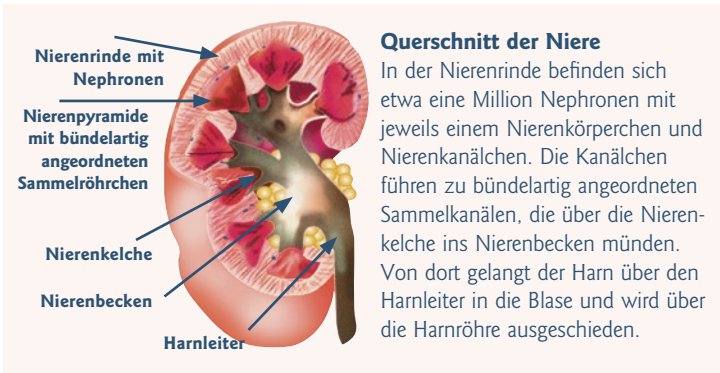 Nierenrinde mit
Nephronen
Nierenpyramide
mit bündelartig
angeordneten
Sammelröhrchen
Nierenkelche
Nierenbecken
Harnleiter
Querschnitt der Niere
In der Nierenrinde befinden sich
etwa eine Million Nephronen mit
jeweils einem Nierenkörperchen und
Nierenkanälchen. Die Kanälchen
führen zu bündelartig angeordneten
Sammelkanälen, die über die Nieren-
kelche ins Nierenbecken münden.
Von dort gelangt der Harn über den
Harnleiter in die Blase und wird über
die Harnröhre ausgeschieden.